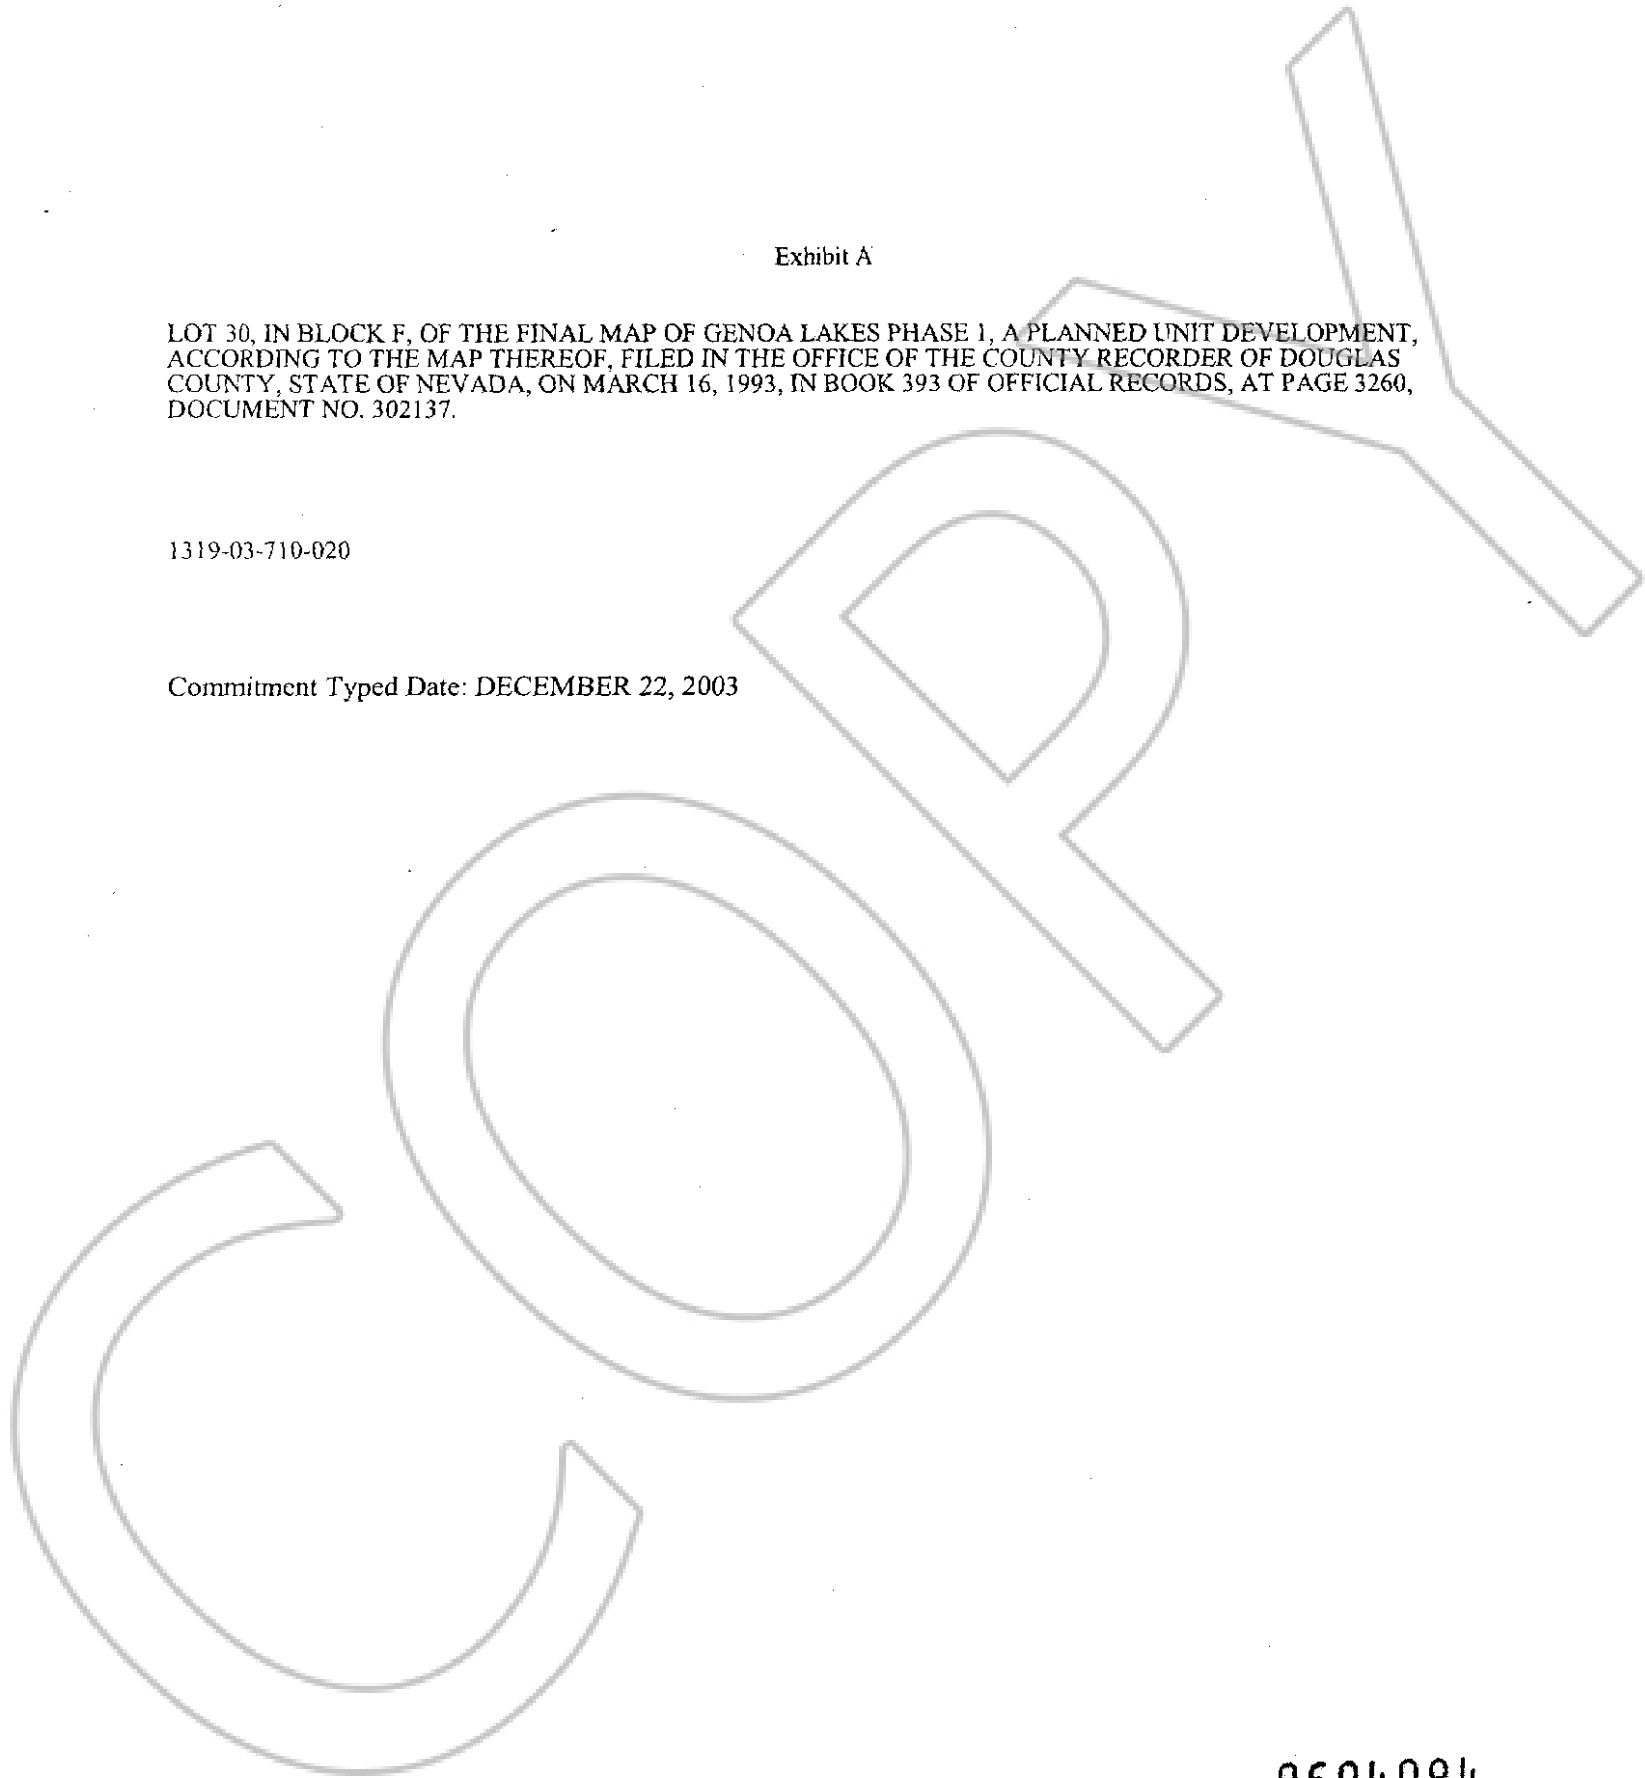 Exhibit A
LOT 30, IN BLOCK F, OF THE FINAL MAP OF GENOA LAKES PHASE 1, A PLANNED UNIT DEVELOPMENT,
ACCORDING TO THE MAP THEREOF, FILED IN THE OFFICE OF THE COUNTY RECORDER OF DOUGLAS
COUNTY, STATE OF NEVADA, ON MARCH 16, 1993, IN BOOK 393 OF OFFICIAL RECORDS, AT PAGE 3260,
DOCUMENT NO. 302137.
1319-03-710-020
Commitment Typed Date: DECEMBER 22, 2003
COPY